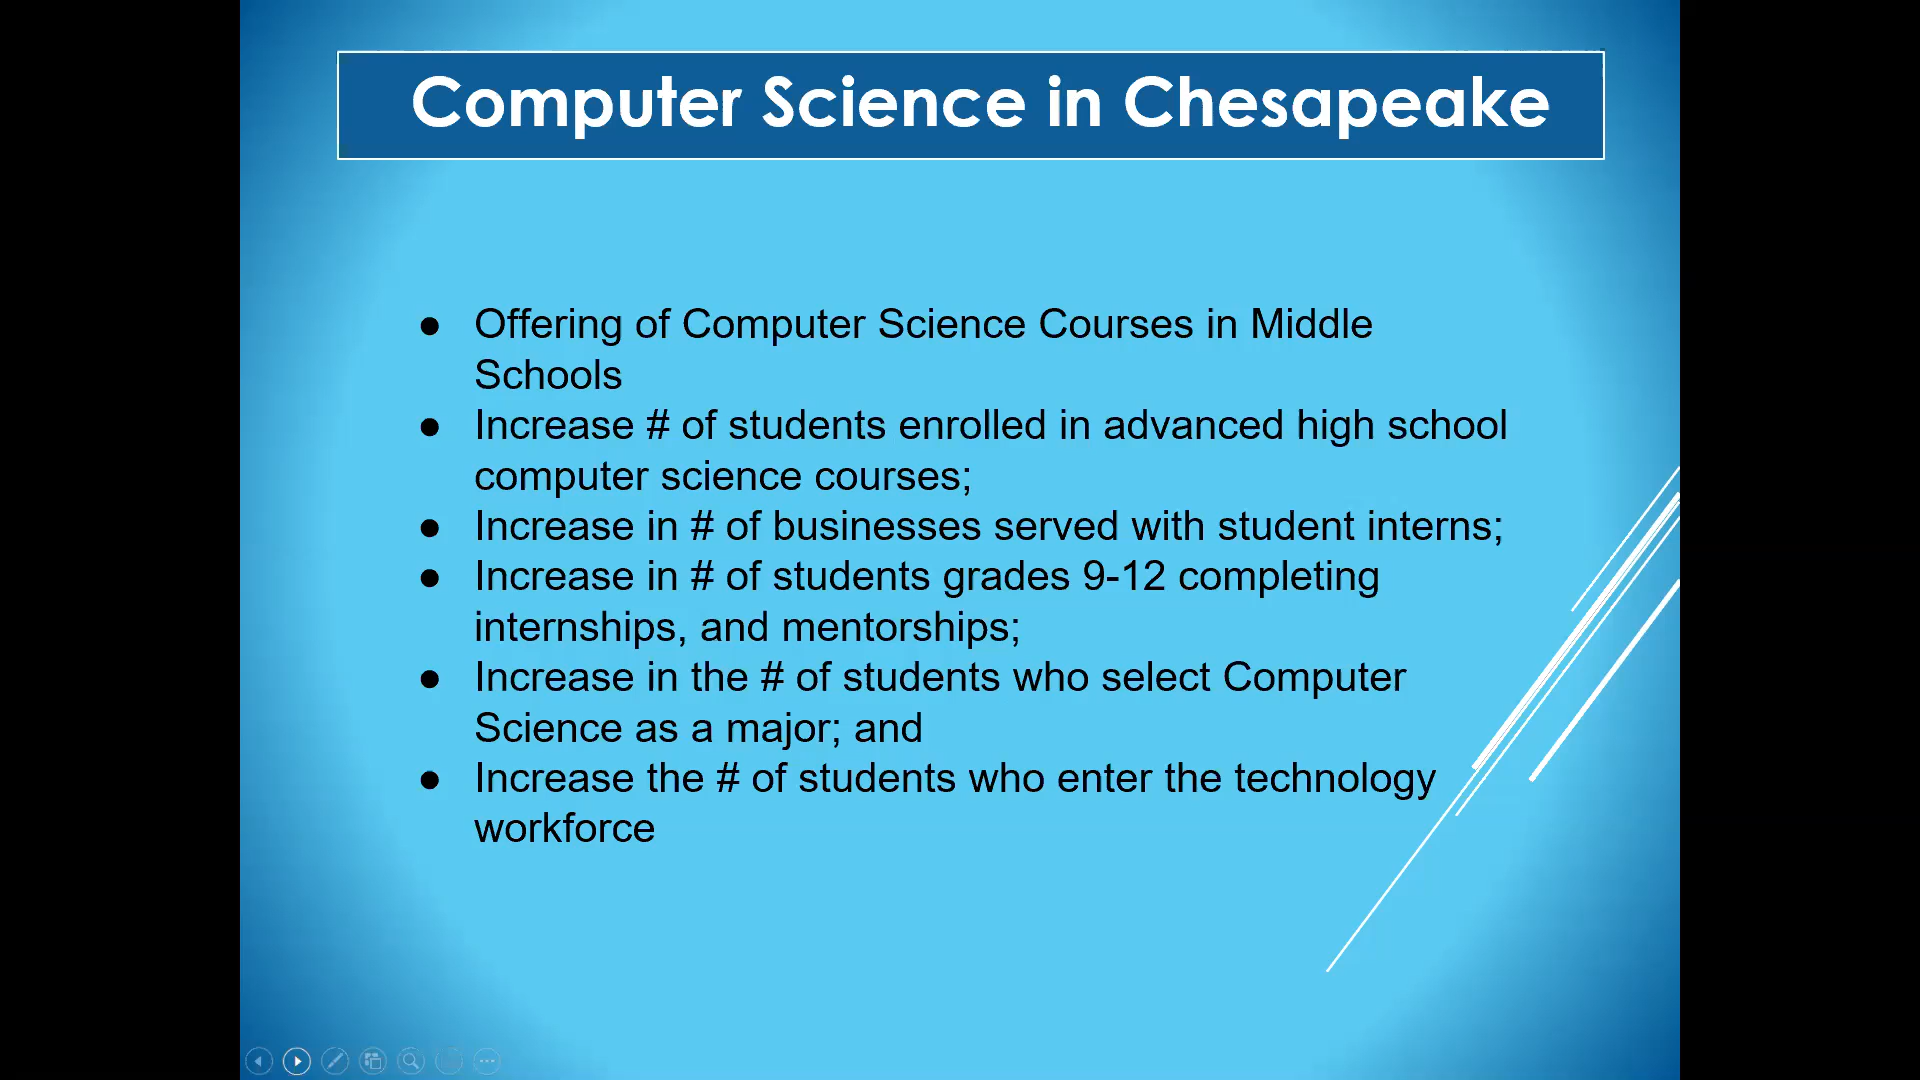 Computer Science in Chesapeake
● Offering of Computer Science Courses in Middle
Schools
● Increase # of students enrolled in advanced high school
computer science courses;
● Increase in # of businesses served with student interns;
● Increase in # of students grades 9-12 completing
internships, and mentorships;
● Increase in the # of students who select Computer
Science as a major; and
● Increase the # of students who enter the technology
workforce